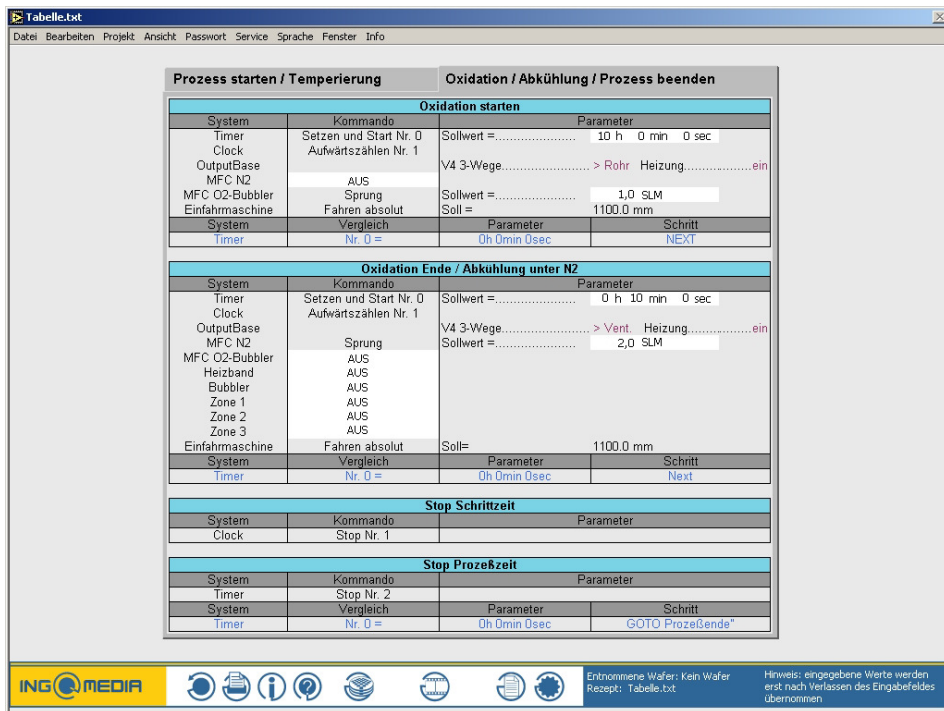 Tabelle.txt
Datei Bearbeiten Projekt Ansicht Passwort Service Sprache Fenster Info
Prozess starten / Temperierung Oxidation / Abkühlung / Prozess beenden
Oxidation starten
System Kommando Parameter
Timer Setzen und Start Nr. 0 Sollwert =...................... 10 h 0 min 0 sec
Clock Aufwärtszählen Nr. 1
OutputBase V4 3-Wege........................ > Rohr Heizung.................ein
MFC N2 AUS
MFC O2-Bubbler Sprung Sollwert =...................... 1,0 SLM
Einfahrmaschine Fahren absolut Soll = 1100.0 mm
System Vergleich Parameter Schritt
Timer Nr. 0 = 0h 0min 0sec NEXT
Oxidation Ende / Abkühlung unter N2
System Kommando Parameter
Timer Setzen und Start Nr. 0 Sollwert =...................... 0 h 10 min 0 sec
Clock Aufwärtszählen Nr. 1
OutputBase V4 3-Wege........................ > Vent. Heizung.................ein
MFC N2 Sprung Sollwert =...................... 2,0 SLM
MFC O2-Bubbler AUS
Heizband AUS
Bubbler AUS
Zone 1 AUS
Zone 2 AUS
Zone 3 AUS
Einfahrmaschine Fahren absolut Soll= 1100.0 mm
System Vergleich Parameter Schritt
Timer Nr. 0 = 0h 0min 0sec Next
Stop Schrittzeit
System Kommando Parameter
Clock Stop Nr. 1
Stop Prozeßzeit
System Kommando Parameter
Timer Stop Nr. 2
System Vergleich Parameter Schritt
Timer Nr. 0 = 0h 0min 0sec GOTO Prozeßende"
ING MEDIA
Entnommene Wafer: Kein Wafer
Rezept: Tabelle.txt
Hinweis: eingegebene Werte werden
erst nach Verlassen des Eingabefeldes
übernommen